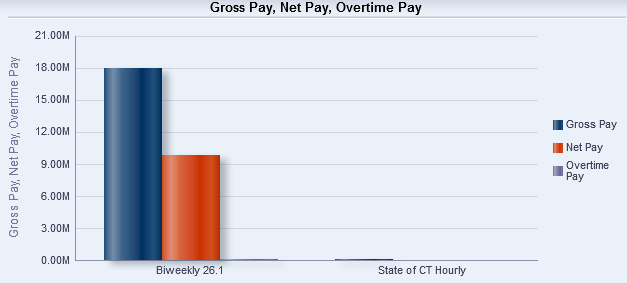 Gross Pay, Net Pay, Overtime Pay
Gross Pay, Net Pay, Overtime Pay
21.00M
18.00M
15.00M
12.00M
9.00M
6.00M
3.00M
0.00M
Biweekly 26.1
State of CT Hourly
Gross Pay
Net Pay
Overtime
Pay